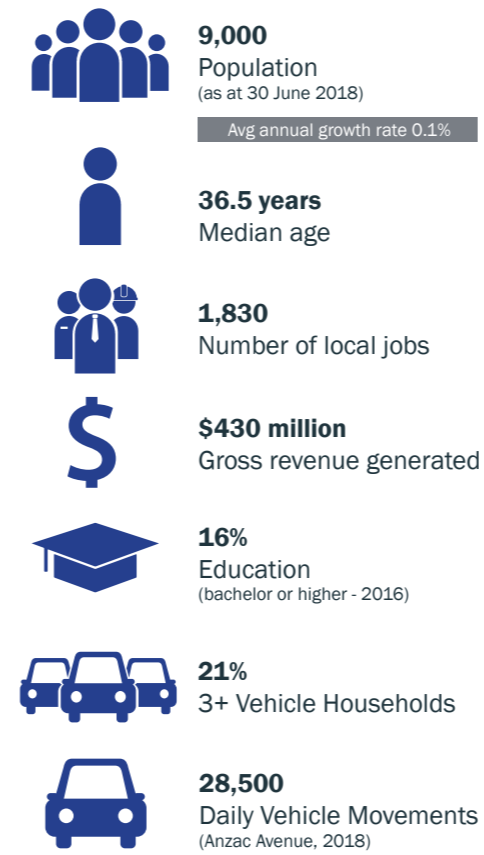 9,000
Population
(as at 30 June 2018)
Avg annual growth rate 0.1%
36.5 years
Median age
1,830
Number of local jobs
$430 million
Gross revenue generated
16%
Education
(bachelor or higher - 2016)
21%
3+ Vehicle Households
28,500
Daily Vehicle Movements
(Anzac Avenue, 2018)